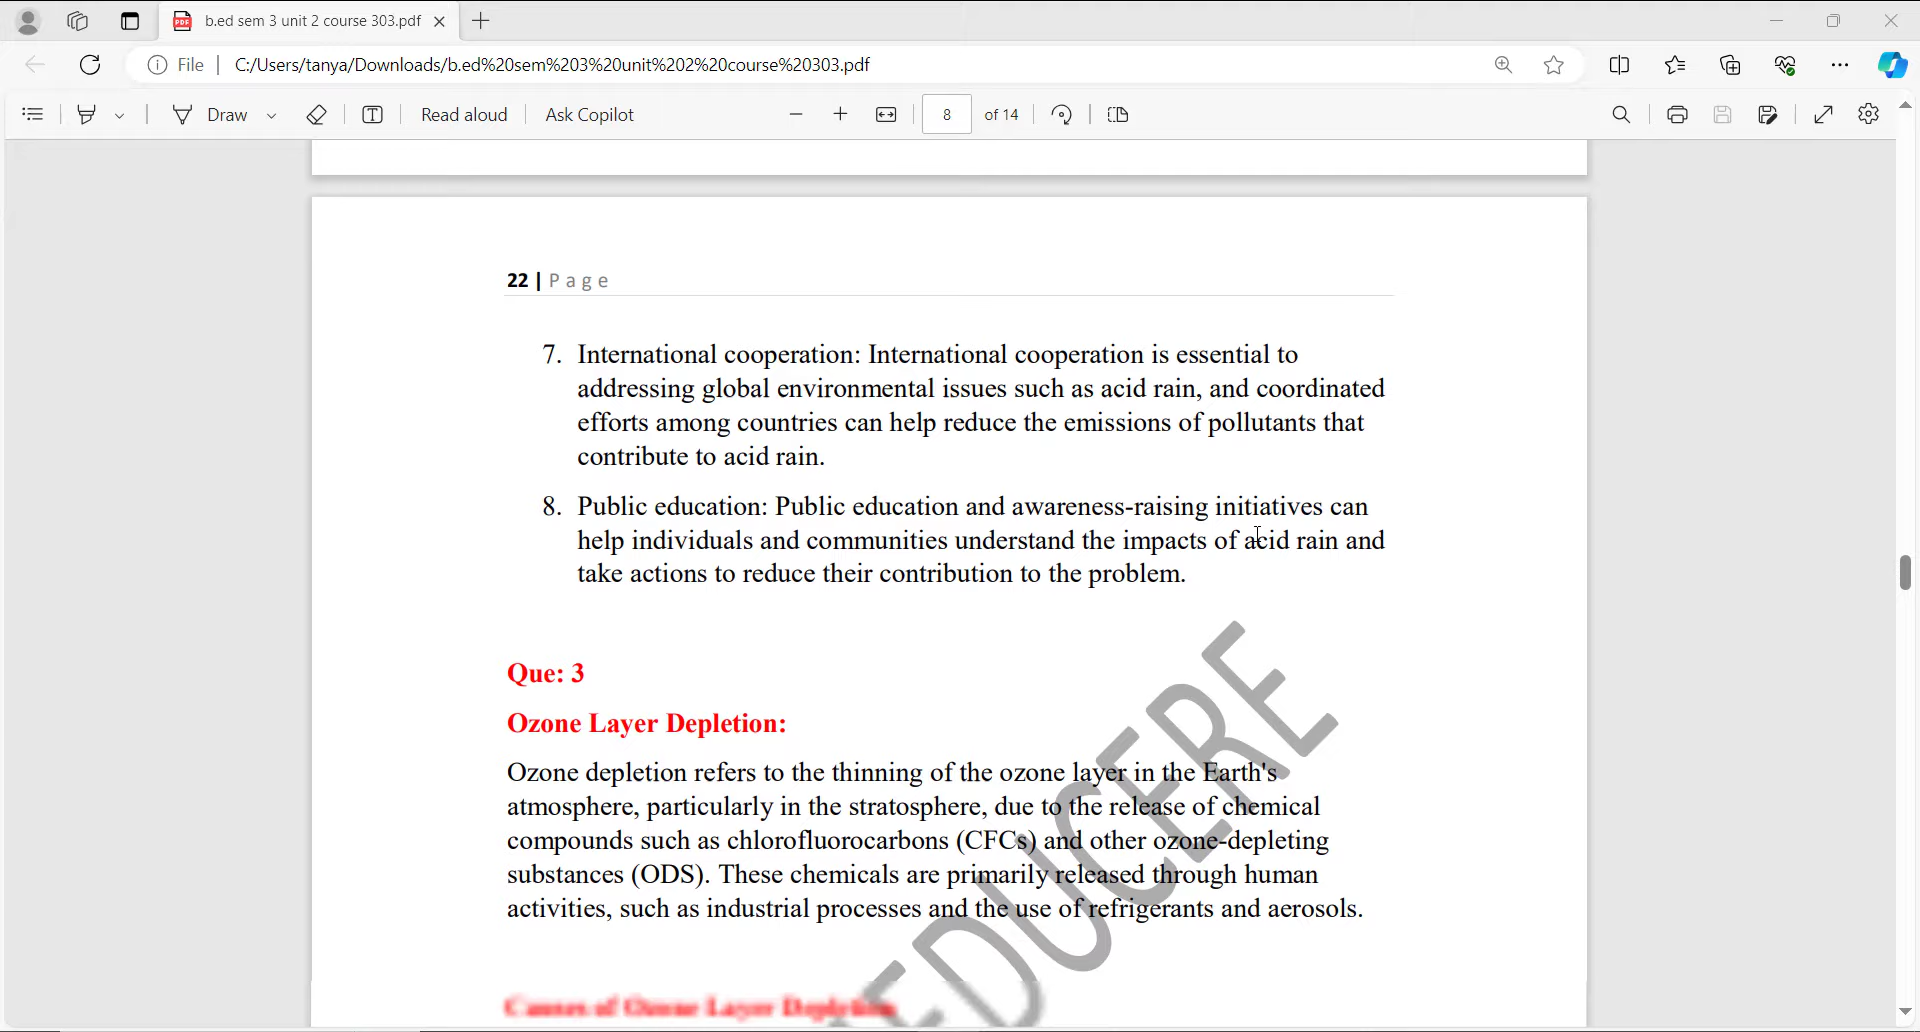 b.ed sem 3 unit 2 course 303.pdf
File
C:/Users/tanya/Downloads/b.ed%20sem%203%20unit%202%20course%20303.pdf
Draw
Read aloud
Ask Copilot
8 of 14
22 | Page
7. International cooperation: International cooperation is essential to
addressing global environmental issues such as acid rain, and coordinated
efforts among countries can help reduce the emissions of pollutants that
contribute to acid rain.
8. Public education: Public education and awareness-raising initiatives can
help individuals and communities understand the impacts of acid rain and
take actions to reduce their contribution to the problem.
Que: 3
Ozone Layer Depletion:
Ozone depletion refers to the thinning of the ozone layer in the Earth's
atmosphere, particularly in the stratosphere, due to the release of chemical
compounds such as chlorofluorocarbons (CFCs) and other ozone-depleting
substances (ODS). These chemicals are primarily released through human
activities, such as industrial processes and the use of refrigerants and aerosols.
Causes of Ozone Layer Depletion
EDUCERE